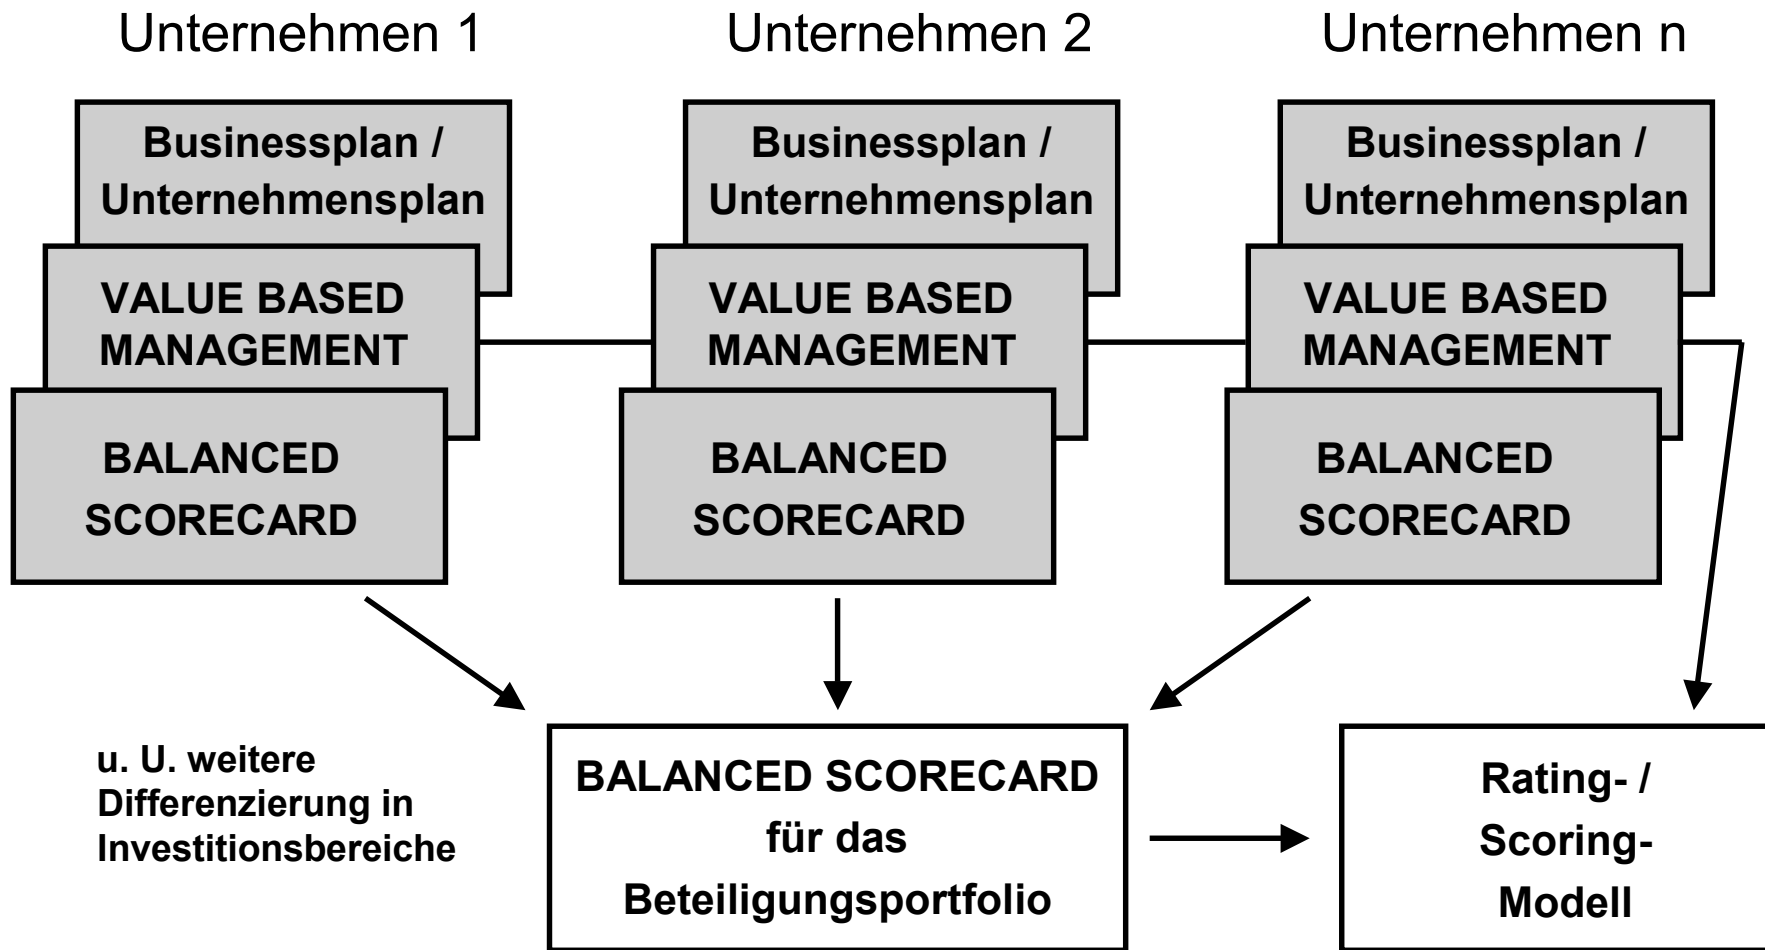 Unternehmen 1
Unternehmen 2
Unternehmen n
Businessplan /
Unternehmensplan
VALUE BASED
MANAGEMENT
BALANCED
SCORECARD
Businessplan /
Unternehmensplan
VALUE BASED
MANAGEMENT
BALANCED
SCORECARD
Businessplan /
Unternehmensplan
VALUE BASED
MANAGEMENT
BALANCED
SCORECARD
u. U. weitere
Differenzierung in
Investitionsbereiche
BALANCED SCORECARD
für das
Beteiligungsportfolio
Rating- /
Scoring-
Modell